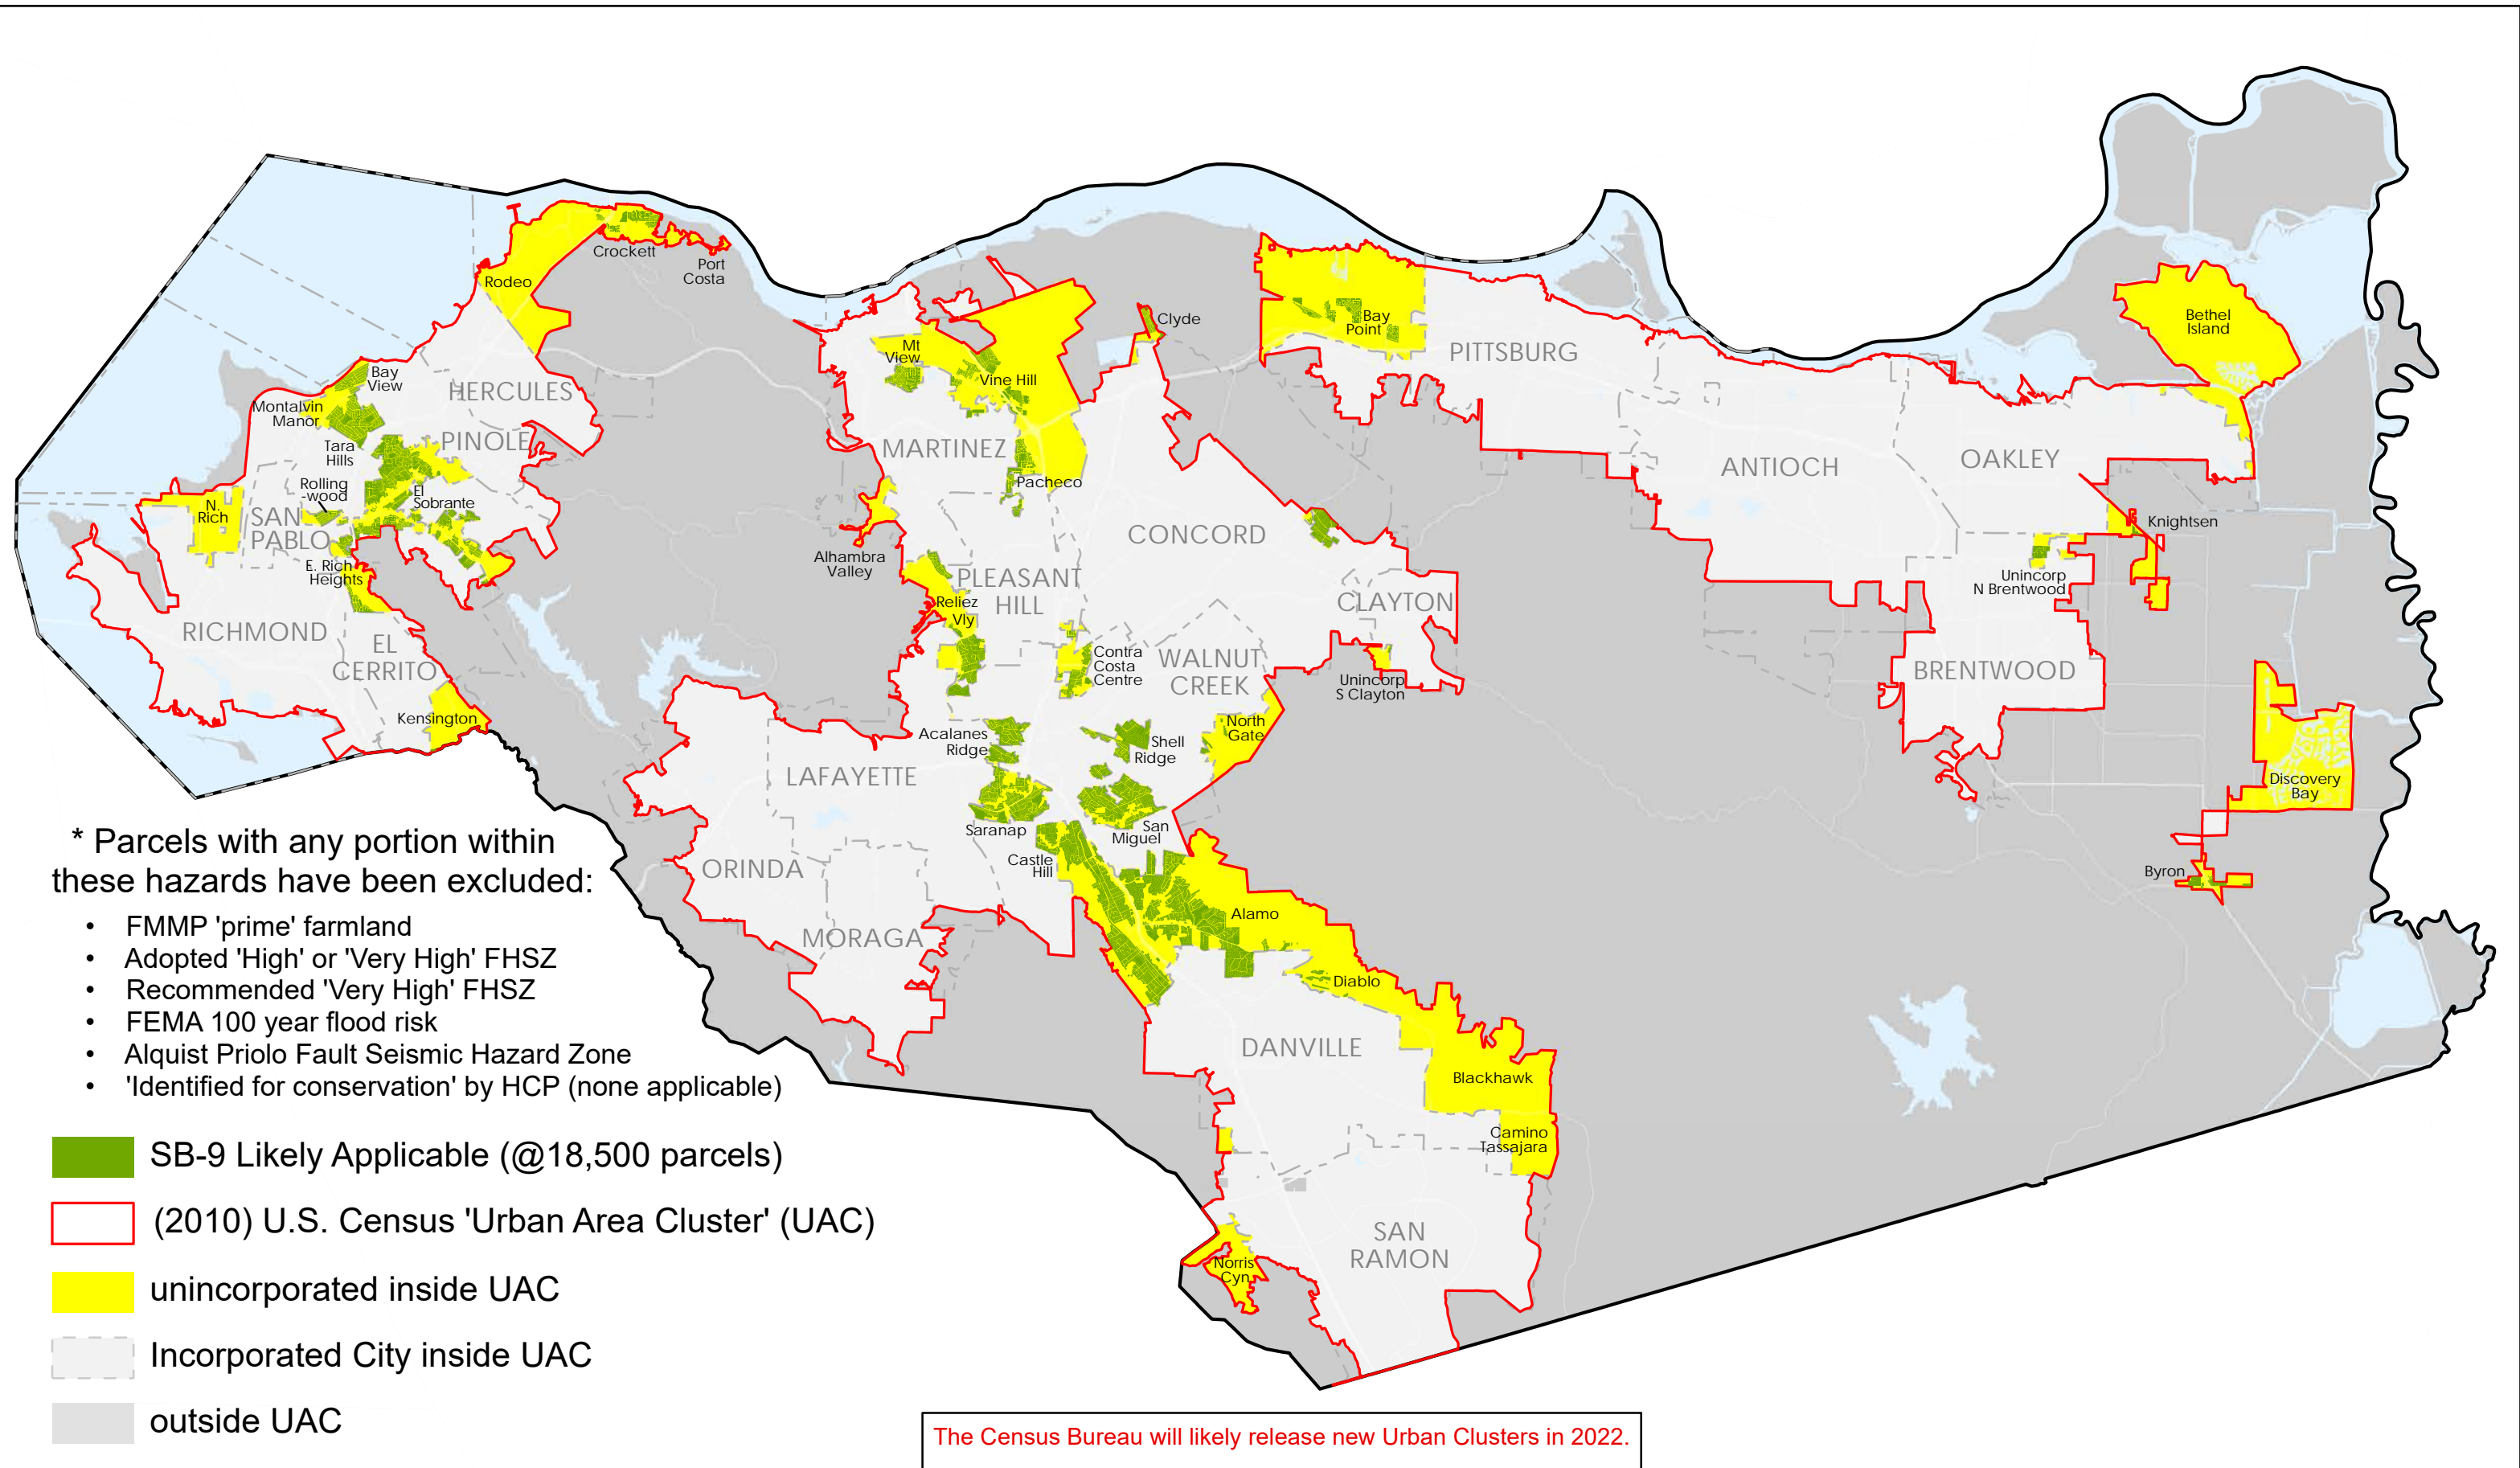 Crockett
Port
Costa
Rodeo
Bay
View
HERCULES
Montalvin
Manor
PINOLE
Tara
Hills
Rolling
-wood
El
Sobrante
N.
Rich
SAN
PABLO
E. Rich
Heights
RICHMOND
EL
CERRITO
Kensington
Mt
View
Vine Hill
Clyde
MARTINEZ
Pacheco
Alhambra
Valley
CONCORD
PLEASANT
HILL
Reliez
Vly
Contra
Costa
Centre
WALNUT
CREEK
CLAYTON
Unincorp
S Clayton
North
Gate
Acalanes
Ridge
Shell
Ridge
LAFAYETTE
Saranap
San
Miguel
Castle
Hill
ORINDA
MORAGA
Alamo
Diablo
DANVILLE
Blackhawk
Camino
Tassajara
SAN
RAMON
Norris
Cyn
Bay
Point
PITTSBURG
ANTIOCH
OAKLEY
Bethel
Island
Knightsen
Unincorp
N Brentwood
BRENTWOOD
Discovery
Bay
Byron
* Parcels with any portion within
these hazards have been excluded:
• FMMP 'prime' farmland
• Adopted 'High' or 'Very High' FHSZ
• Recommended 'Very High' FHSZ
• FEMA 100 year flood risk
• Alquist Priolo Fault Seismic Hazard Zone
• 'Identified for conservation' by HCP (none applicable)
SB-9 Likely Applicable (@18,500 parcels)
(2010) U.S. Census 'Urban Area Cluster' (UAC)
unincorporated inside UAC
Incorporated City inside UAC
outside UAC
The Census Bureau will likely release new Urban Clusters in 2022.